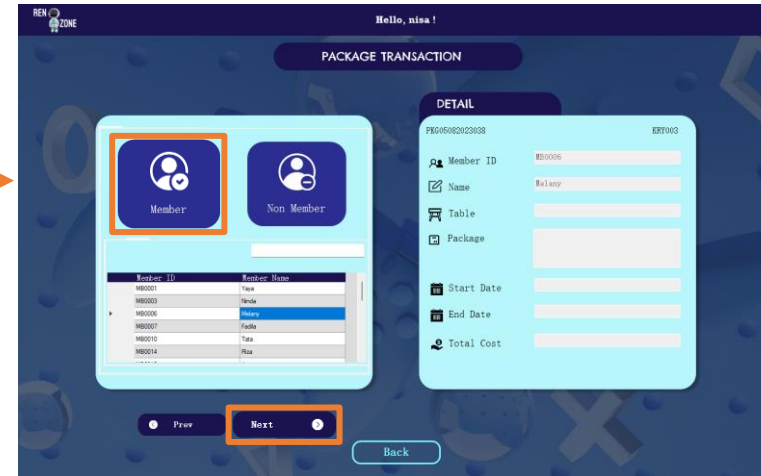 REN
ZONE
Hello, nisa !
PACKAGE TRANSACTION
Member
Non Member
Member ID Member Name
MB0001 Yaya
MB0003 Ninda
MB0006 Melany
MB0007 Fadila
MB0010 Tata
MB0014 Riza
DETAIL
PKG05082023038 KRY003
Member ID MB0006
Name Melany
Table
Package
Start Date
End Date
Total Cost
Prev
Next
Back